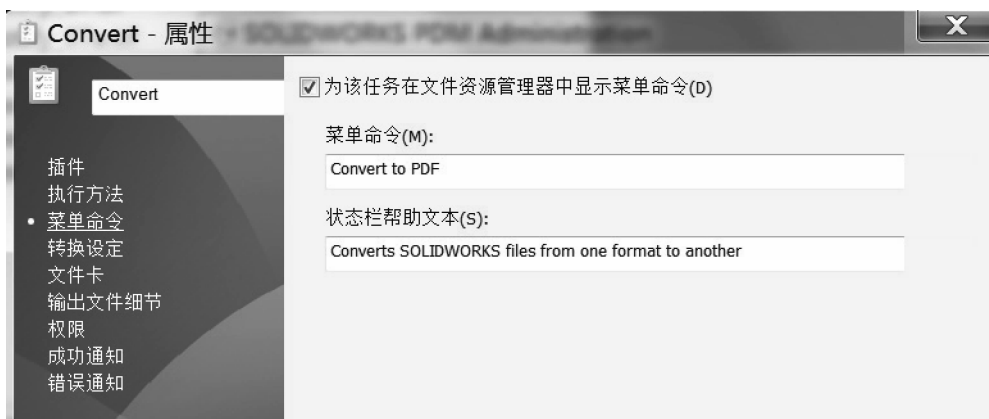 Convert - 属性
SOLIDWORKS PDM Administration
Convert
插件
执行方法
菜单命令
转换设定
文件卡
输出文件细节
权限
成功通知
错误通知
为该任务在文件资源管理器中显示菜单命令(D)
菜单命令(M):
Convert to PDF
状态栏帮助文本(S):
Converts SOLIDWORKS files from one format to another